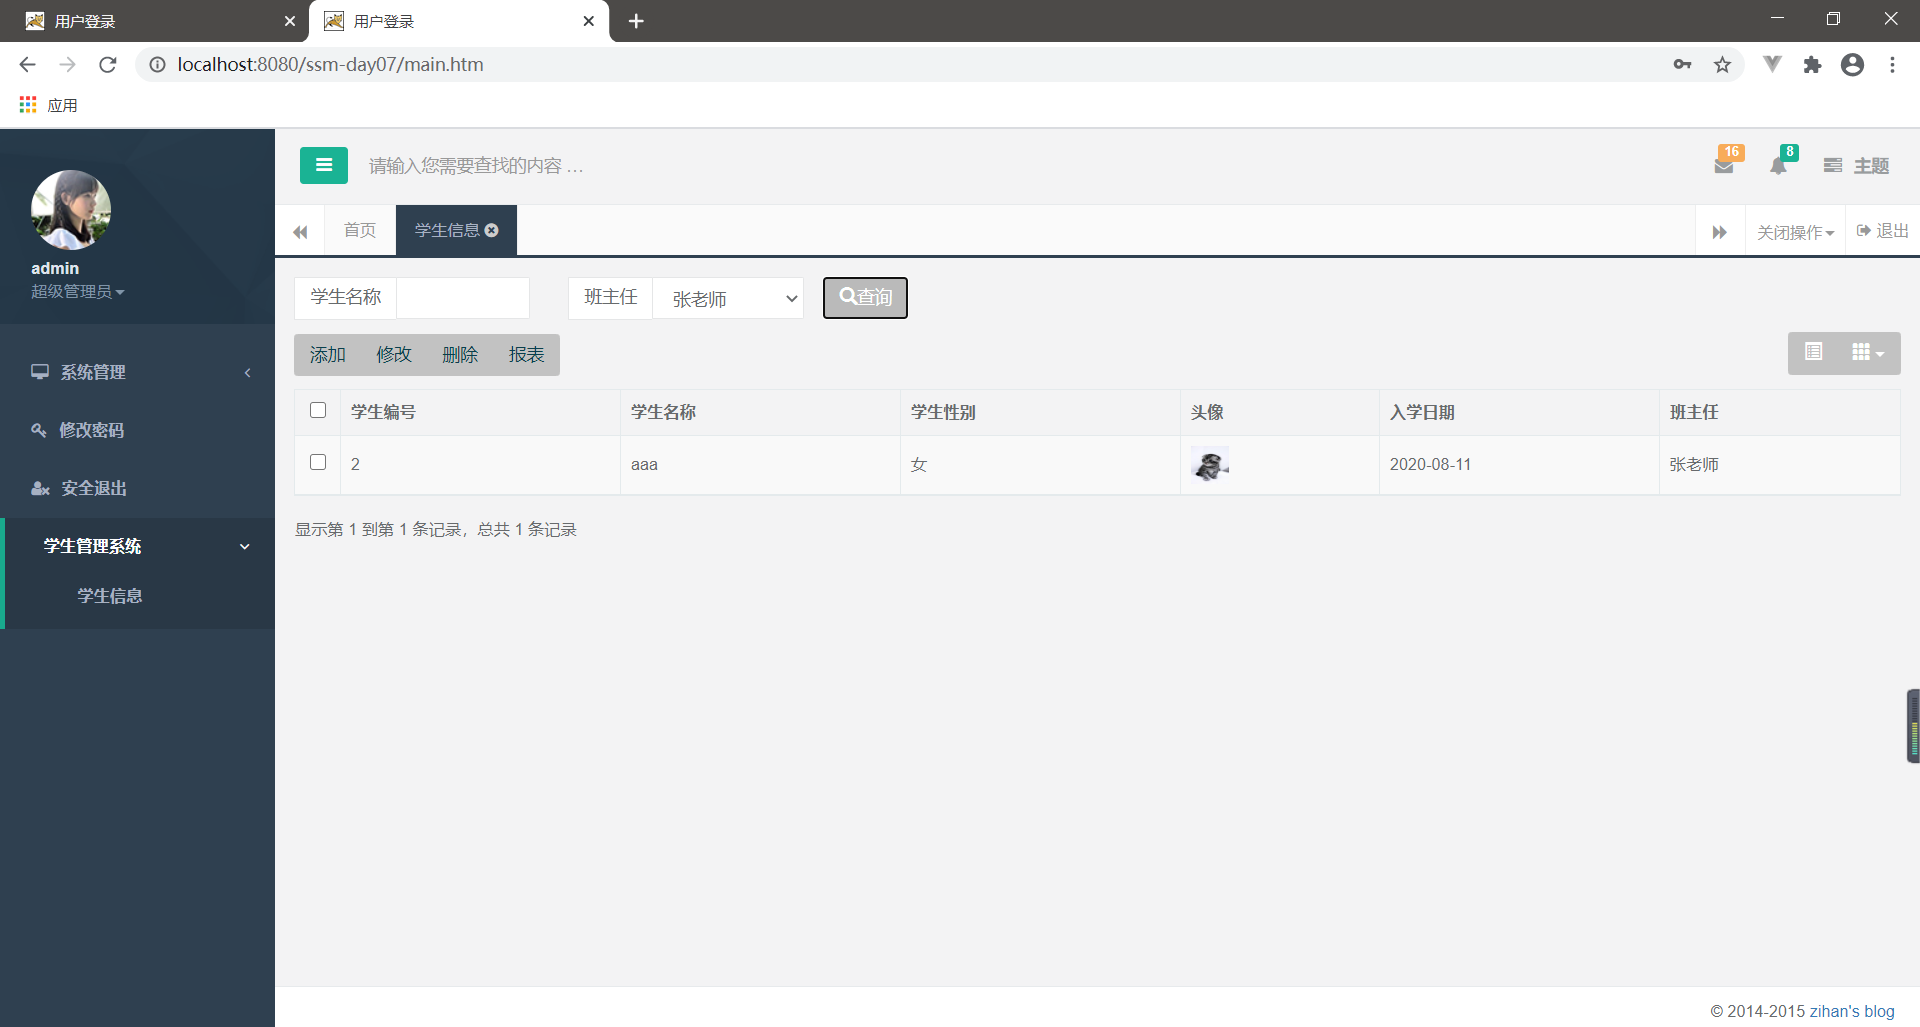 用户登录
用户登录
localhost:8080/ssm-day07/main.htm
应用
admin
超级管理员
系统管理
修改密码
安全退出
学生管理系统
学生信息
请输入您需要查找的内容 …
16
8
主题
首页
学生信息
关闭操作
退出
学生名称
班主任 张老师
查询
添加 修改 删除 报表
学生编号 学生名称 学生性别 头像 入学日期 班主任
2 aaa 女 2020-08-11 张老师
显示第 1 到第 1 条记录，总共 1 条记录
© 2014-2015 zihan's blog